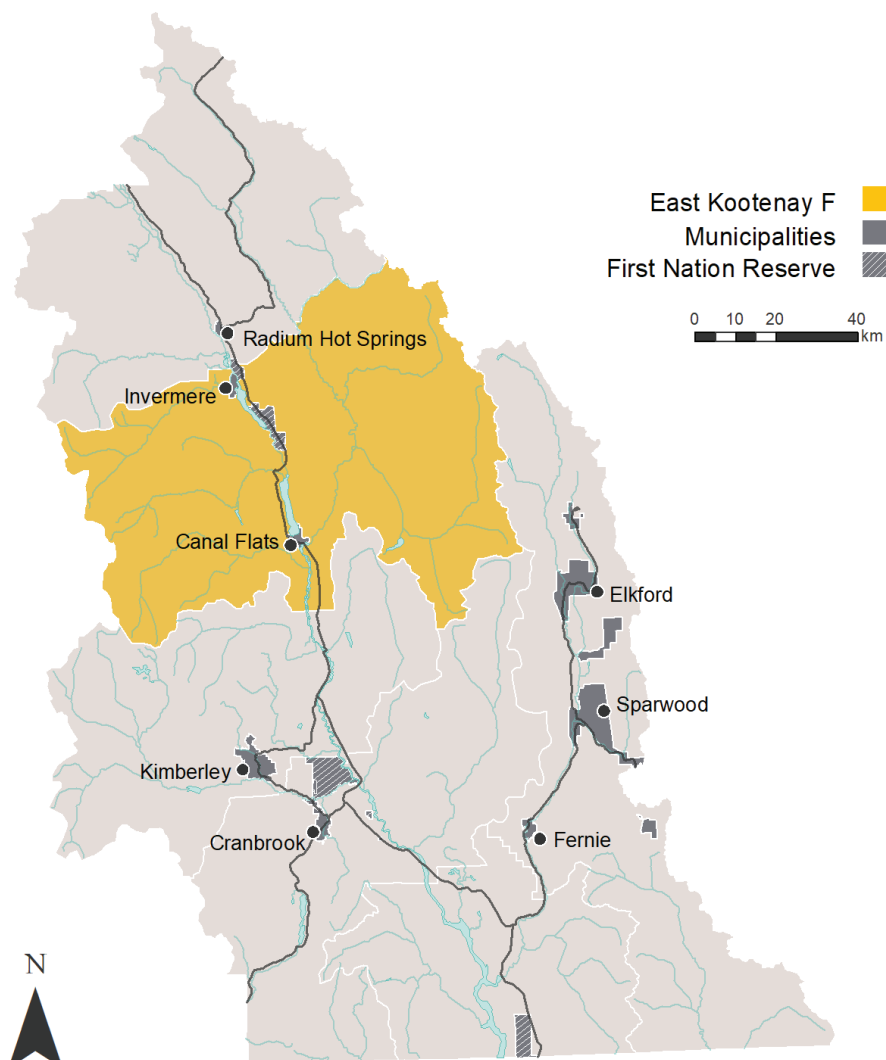 East Kootenay F
Municipalities
First Nation Reserve
0 10 20 40
km
Radium Hot Springs
Invermere
Canal Flats
Elkford
Sparwood
Kimberley
Cranbrook
Fernie
N